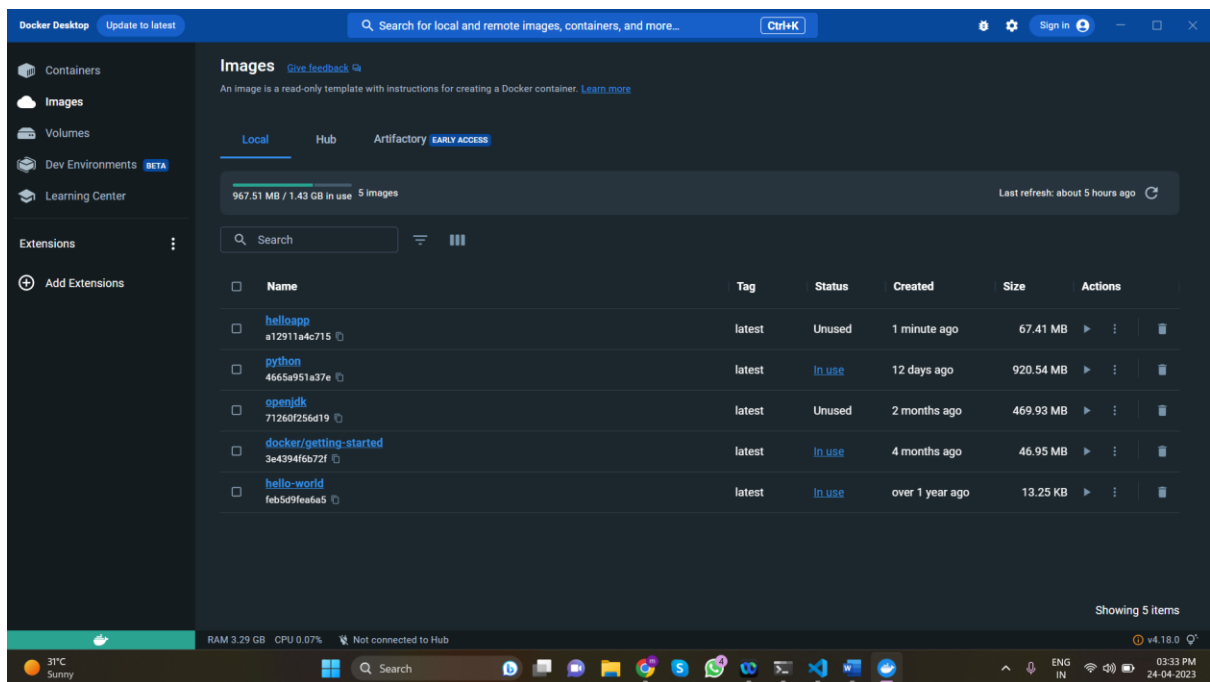 Docker Desktop Update to latest Search for local and remote images, containers, and more... Ctrl+K Sign in
Containers
Images
Volumes
Dev Environments BETA
Learning Center
Extensions
Add Extensions
Images Give feedback
An image is a read-only template with instructions for creating a Docker container. Learn more
Local Hub Artifactory EARLY ACCESS
967.51 MB / 1.43 GB in use 5 images Last refresh: about 5 hours ago
Search
Name Tag Status Created Size Actions
helloapp latest Unused 1 minute ago 67.41 MB
a12911a4c715
python latest In use 12 days ago 920.54 MB
4665a951a37e
openjdk latest Unused 2 months ago 469.93 MB
71260f256d19
docker/getting-started latest In use 4 months ago 46.95 MB
3e4394f6b72f
hello-world latest In use over 1 year ago 13.25 KB
feb5d9fea6a5
Showing 5 items
RAM 3.29 GB CPU 0.07% Not connected to Hub v4.18.0
31°C Search ENG 03:33 PM
Sunny IN 24-04-2023